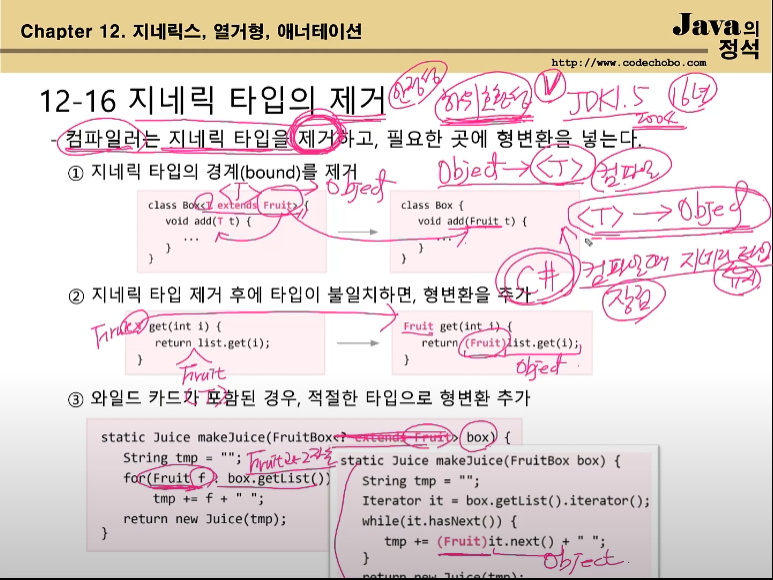 Chapter 12. 지네릭스, 열거형, 애너테이션
Java의 정석
http://www.codechobo.com
12-16 지네릭 타입의 제거
안정성
하위호환성
JDK1.5
16년
2004
- 컴파일러는 지네릭 타입을 제거하고, 필요한 곳에 형변환을 넣는다.
① 지네릭 타입의 경계(bound)를 제거
Object → <T> 컴파일
<T>
Object
class Box<T extends Fruit> {
void add(T t) {
...
}
}
class Box {
void add(Fruit t) {
...
}
}
<T> → Object
C#
컴파일에 지네릭 타입
유지
장점
② 지네릭 타입 제거 후에 타입이 불일치하면, 형변환을 추가
Fruit
T get(int i) {
return list.get(i);
}
Fruit
(T)
Fruit get(int i) {
return (Fruit)list.get(i);
}
Object
③ 와일드 카드가 포함된 경우, 적절한 타입으로 형변환 추가
static Juice makeJuice(FruitBox<? extends Fruit> box) {
String tmp = "";
Fruit와 그자손
for(Fruit f : box.getList())
tmp += f + " ";
return new Juice(tmp);
}
static Juice makeJuice(FruitBox box) {
String tmp = "";
Iterator it = box.getList().iterator();
while(it.hasNext()) {
tmp += (Fruit)it.next() + " ";
}
Object
return new Juice(tmp);